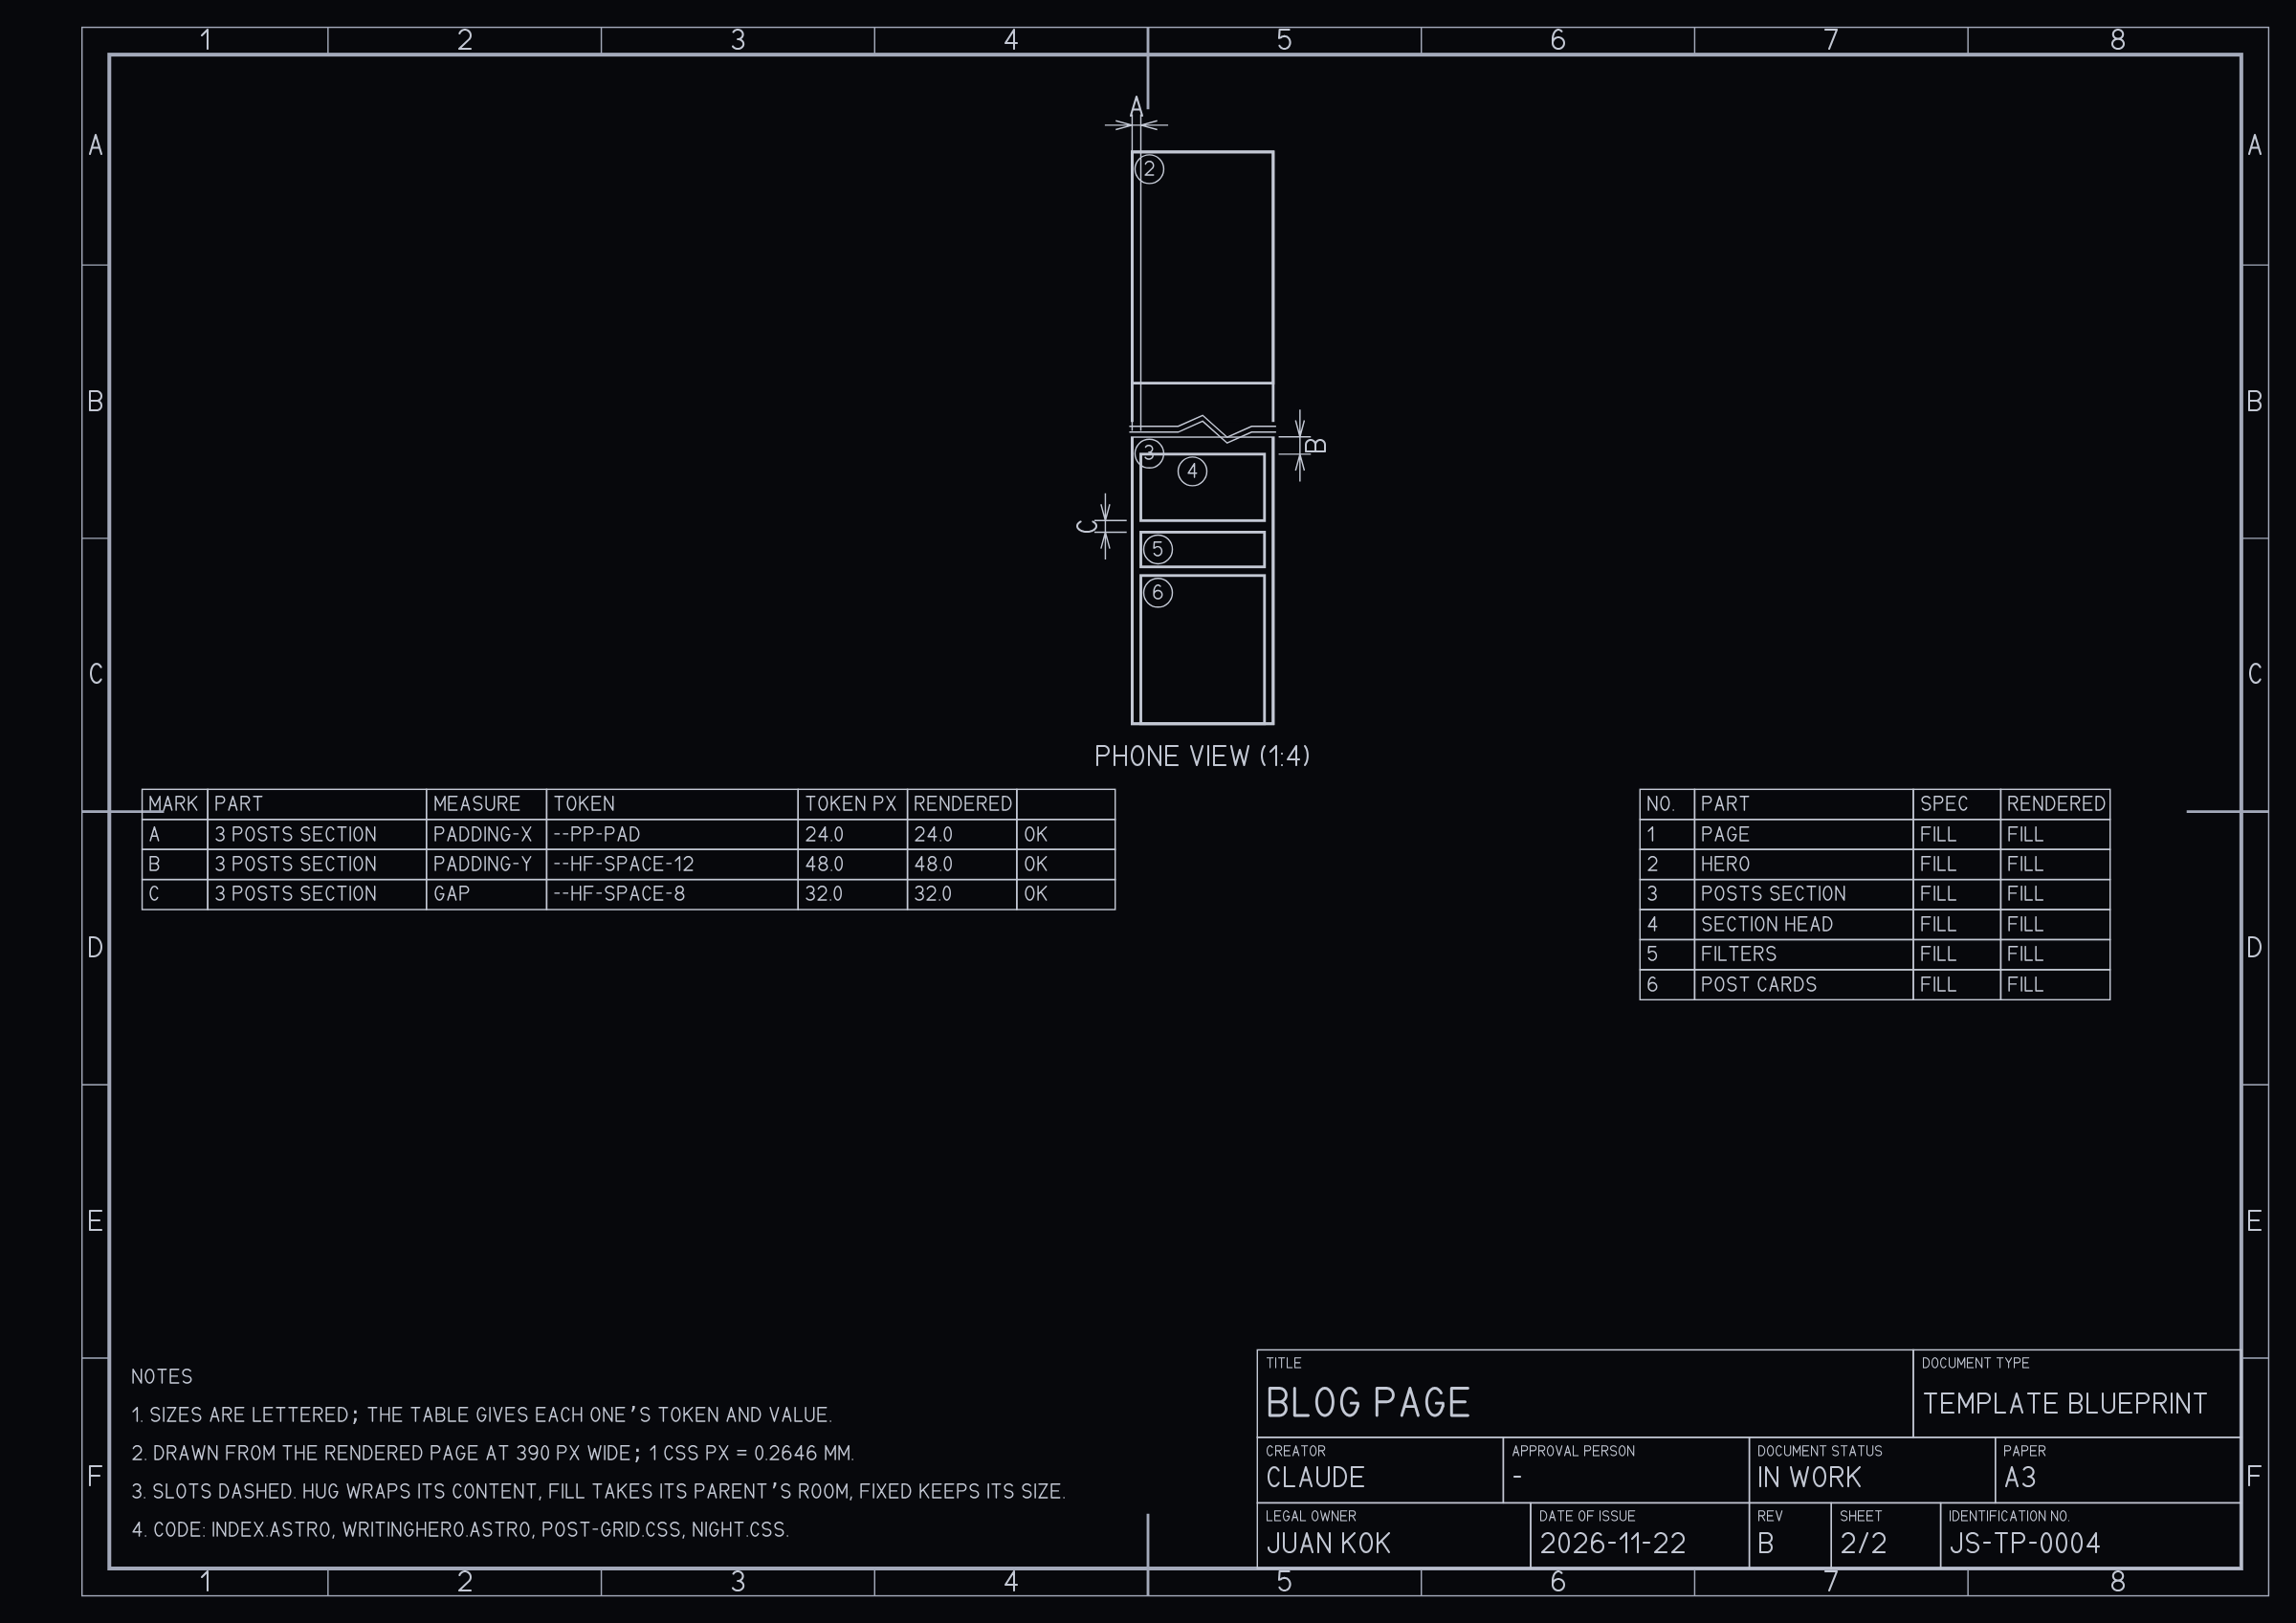 1 2 3 4 5 6 7 8
A A
A
2
B B
3
B
4
C
5
6
C C
PHONE VIEW (1:4)
MARK PART MEASURE TOKEN TOKEN PX RENDERED
A 3 POSTS SECTION PADDING-X --PP-PAD 24.0 24.0 OK
B 3 POSTS SECTION PADDING-Y --HF-SPACE-12 48.0 48.0 OK
C 3 POSTS SECTION GAP --HF-SPACE-8 32.0 32.0 OK
NO. PART SPEC RENDERED
1 PAGE FILL FILL
2 HERO FILL FILL
3 POSTS SECTION FILL FILL
4 SECTION HEAD FILL FILL
5 FILTERS FILL FILL
6 POST CARDS FILL FILL
D D
E E
NOTES
1. SIZES ARE LETTERED; THE TABLE GIVES EACH ONE'S TOKEN AND VALUE.
2. DRAWN FROM THE RENDERED PAGE AT 390 PX WIDE; 1 CSS PX = 0.2646 MM.
3. SLOTS DASHED. HUG WRAPS ITS CONTENT, FILL TAKES ITS PARENT'S ROOM, FIXED KEEPS ITS SIZE.
4. CODE: INDEX.ASTRO, WRITINGHERO.ASTRO, POST-GRID.CSS, NIGHT.CSS.
TITLE
BLOG PAGE
DOCUMENT TYPE
TEMPLATE BLUEPRINT
CREATOR
CLAUDE
APPROVAL PERSON
-
DOCUMENT STATUS
IN WORK
PAPER
A3
LEGAL OWNER
JUAN KOK
DATE OF ISSUE
2026-11-22
REV
B
SHEET
2/2
IDENTIFICATION NO.
JS-TP-0004
F F
1 2 3 4 5 6 7 8